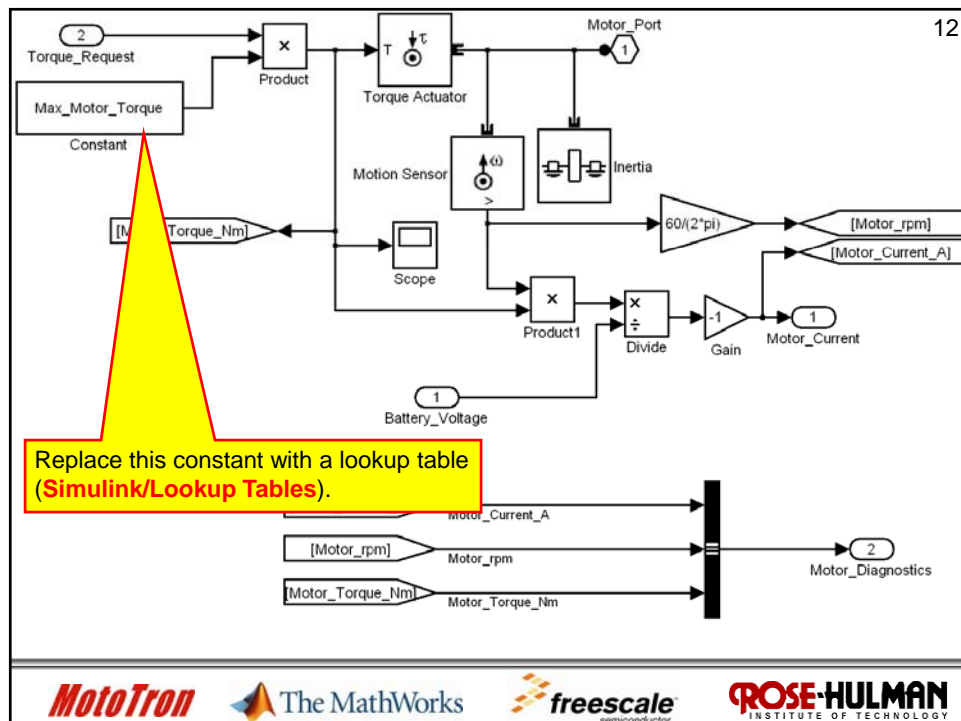 12
2
Torque_Request
×
Product
T
τ
Torque Actuator
Motor_Port
1
Max_Motor_Torque
Constant
Motion Sensor
ω
>
Inertia
60/(2*pi)
[Motor_rpm]
[Motor_Current_A]
Torque_Nm]
Scope
×
Product1
×
÷
Divide
-1
Gain
1
Motor_Current
1
Battery_Voltage
Replace this constant with a lookup table
(Simulink/Lookup Tables).
Motor_Current_A
[Motor_rpm]
Motor_rpm
2
Motor_Diagnostics
[Motor_Torque_Nm]
Motor_Torque_Nm
MotoTron
The MathWorks
freescale
semiconductor
ROSE-HULMAN
INSTITUTE OF TECHNOLOGY